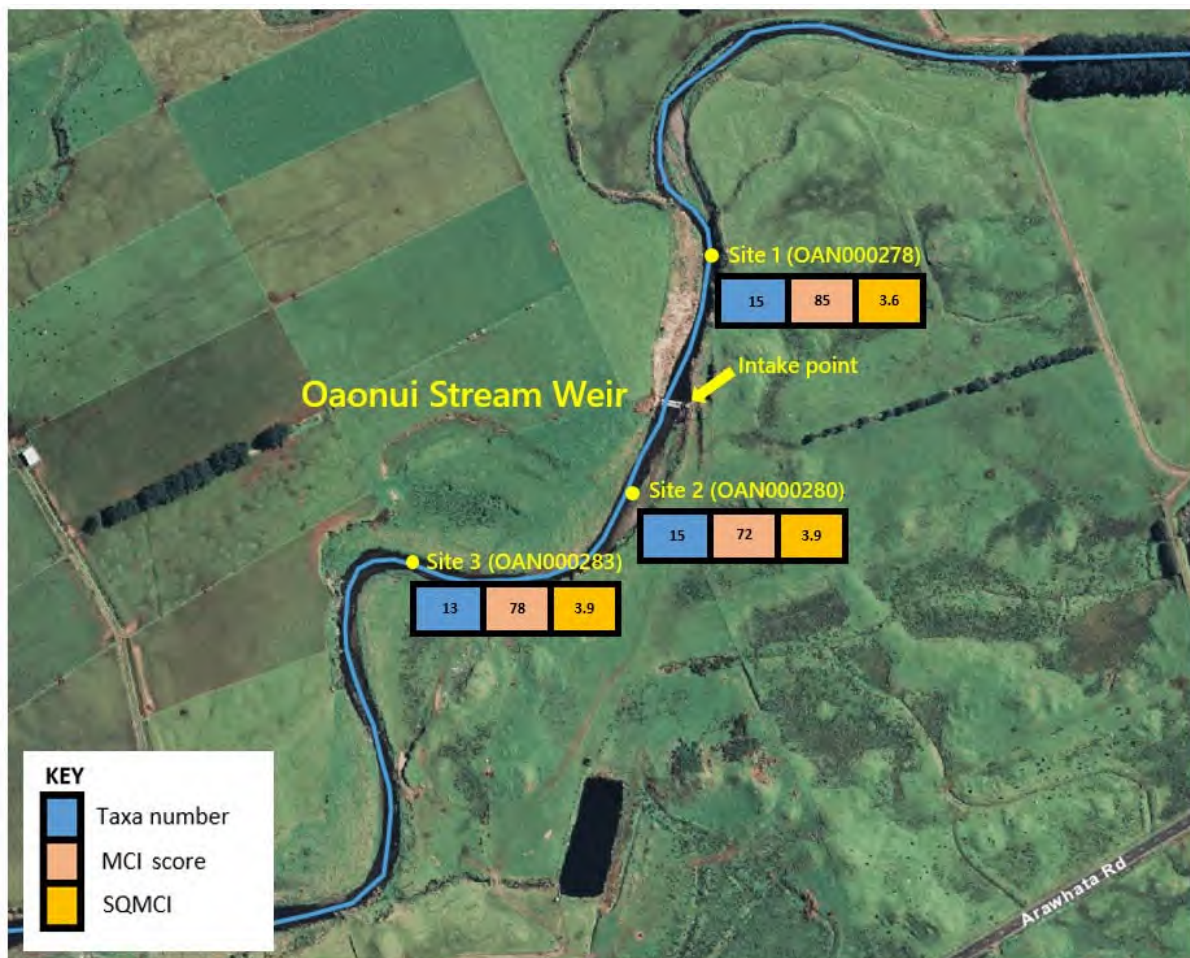 Site 1 (OAN000278)
15 85 3.6
Intake point
Oaonui Stream Weir
Site 2 (OAN000280)
15 72 3.9
Site 3 (OAN000283)
13 78 3.9
KEY
Taxa number
MCI score
SQMCI
Arawhata Rd